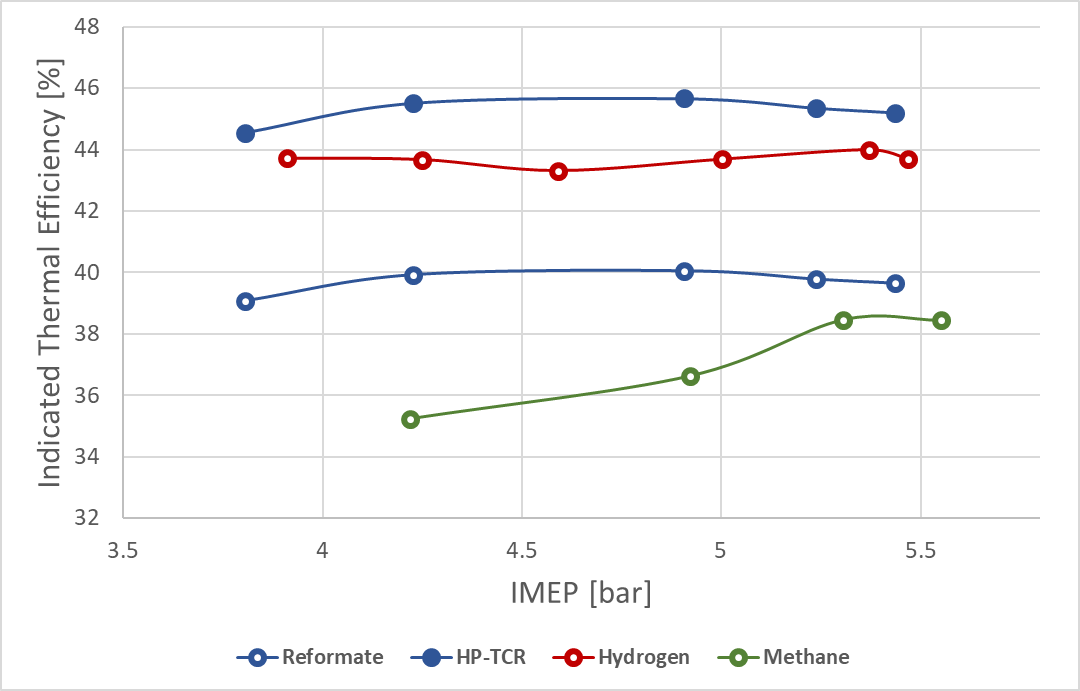 Indicated Thermal Efficiency [%]
48
46
44
42
40
38
36
34
32
3.5 4 4.5 5 5.5
IMEP [bar]
Reformate HP-TCR Hydrogen Methane